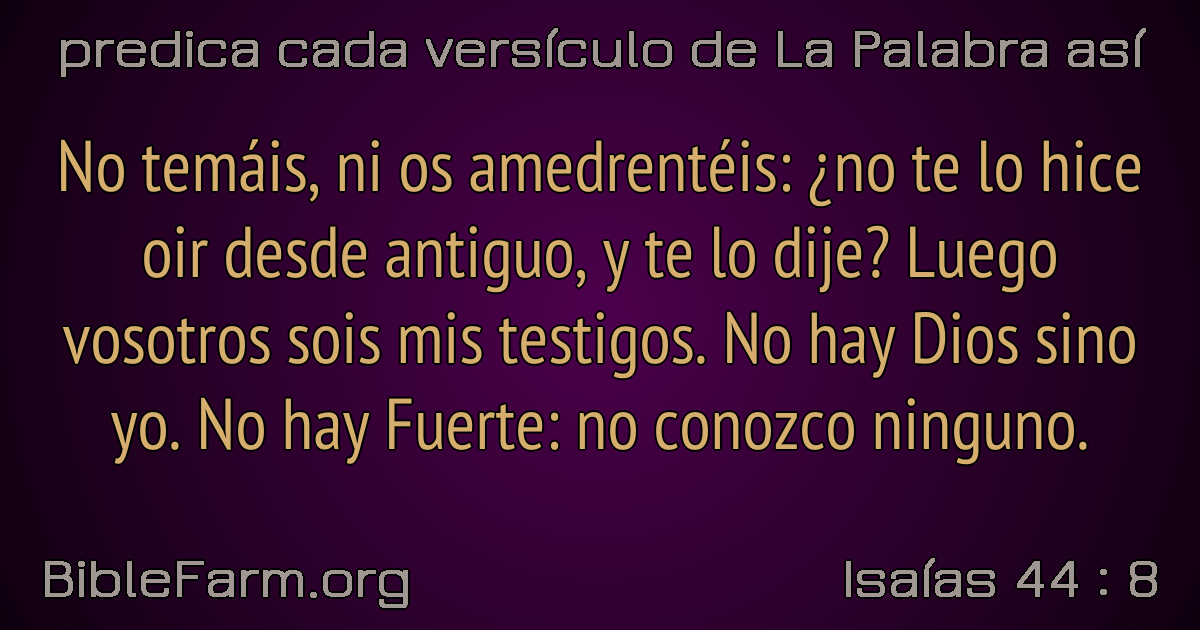 predica cada versículo de La Palabra así
No temáis, ni os amedrentéis: ¿no te lo hice
oir desde antiguo, y te lo dije? Luego
vosotros sois mis testigos. No hay Dios sino
yo. No hay Fuerte: no conozco ninguno.
BibleFarm.org
Isaías 44 : 8